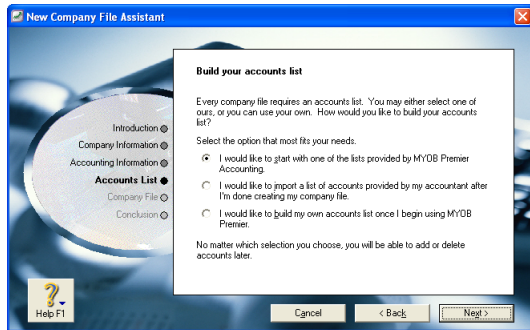 New Company File Assistant
Build your accounts list
Every company file requires an accounts list. You may either select one of
ours, or you can use your own. How would you like to build your accounts
list?
Select the option that most fits your needs.
I would like to start with one of the lists provided by MYOB Premier
Accounting.
I would like to import a list of accounts provided by my accountant after
I'm done creating my company file.
I would like to build my own accounts list once I begin using MYOB
Premier.
No matter which selection you choose, you will be able to add or delete
accounts later.
Introduction
Company Information
Accounting Information
Accounts List
Company File
Conclusion
Help F1
Cancel
< Back
Next >